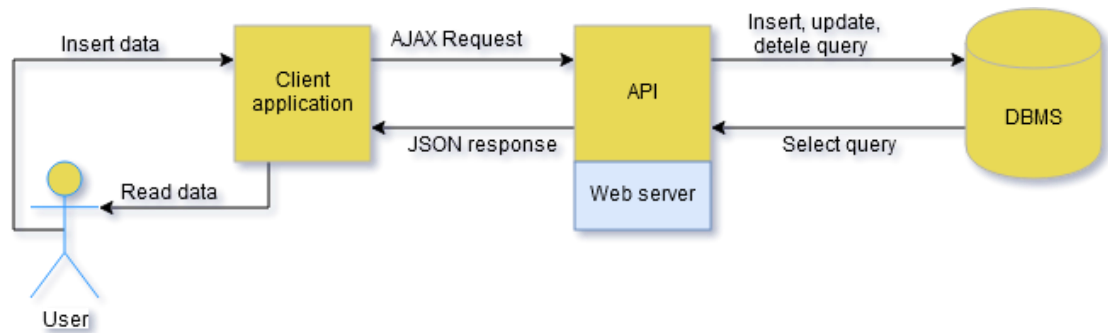 Insert data
Client
application
AJAX Request
API
Insert, update,
detele query
DBMS
JSON response
Select query
Web server
Read data
User